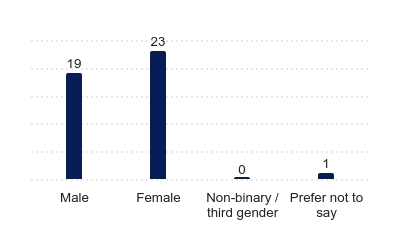 19
23
0
1
Male
Female
Non-binary /
third gender
Prefer not to
say